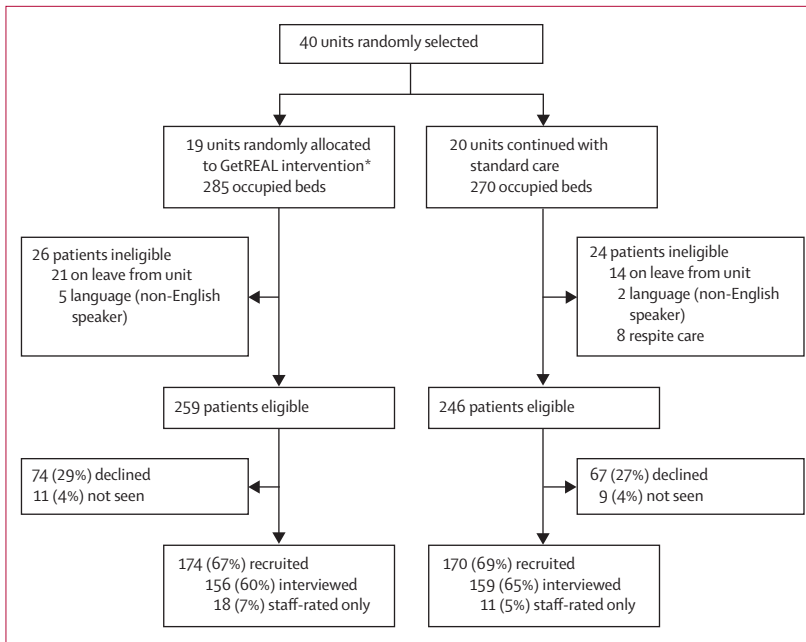 40 units randomly selected
19 units randomly allocated
to GetREAL intervention*
285 occupied beds
20 units continued with
standard care
270 occupied beds
26 patients ineligible
21 on leave from unit
5 language (non-English
speaker)
24 patients ineligible
14 on leave from unit
2 language (non-English
speaker)
8 respite care
259 patients eligible
246 patients eligible
74 (29%) declined
11 (4%) not seen
67 (27%) declined
9 (4%) not seen
174 (67%) recruited
156 (60%) interviewed
18 (7%) staff-rated only
170 (69%) recruited
159 (65%) interviewed
11 (5%) staff-rated only